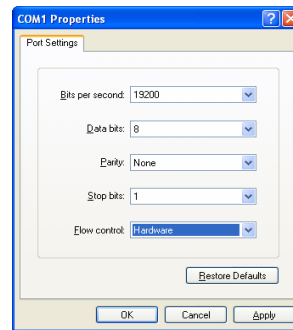 COM1 Properties
Port Settings
Bits per second: 19200
Data bits: 8
Parity: None
Stop bits: 1
Flow control: Hardware
Restore Defaults
OK Cancel Apply